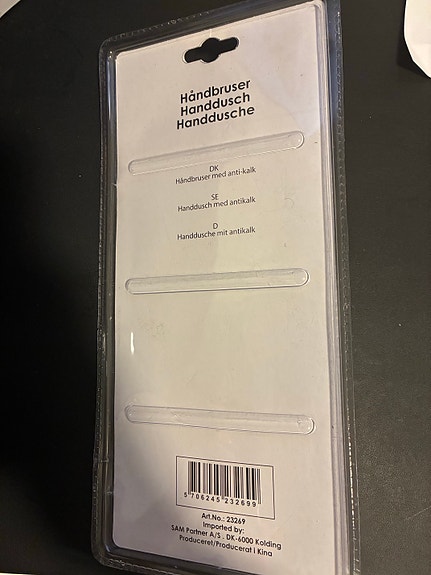 Håndbruser
Handdusch
Handdusche
DK
Håndbruser med anti-kalk
SE
Handdusch med antikalk
D
Handdusche mit antikalk
5 706245 232699
Art.No.: 23269
Imported by:
SAM Partner A/S . DK-6000 Kolding
Produceret/Producerat i Kina